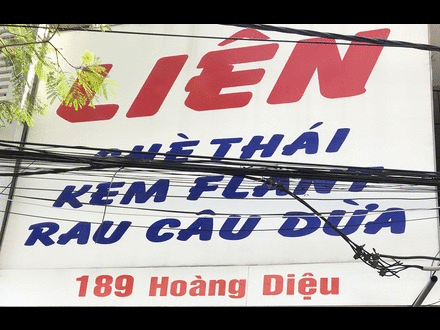 LIÊN
CHÈ THÁI
KEM FLANT
RAU CÂU DỪA
189 Hoàng Diệu